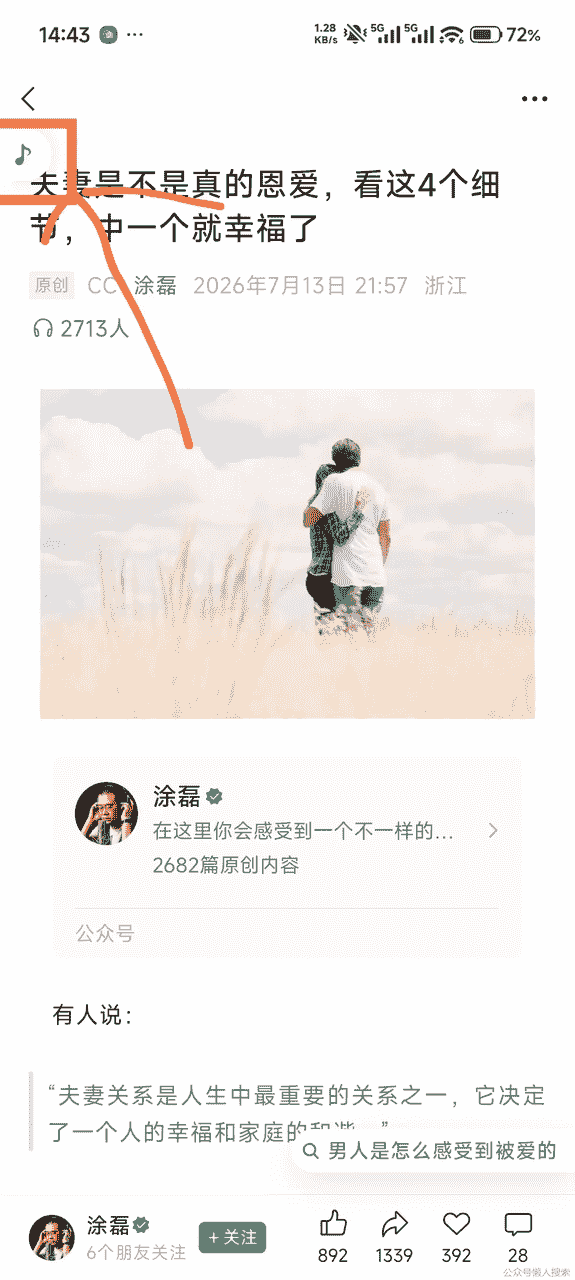 14:43 ··· 1.28 KB/s 5G 5G 6 72%
夫妻是不是真的恩爱，看这4个细
节，中一个就幸福了
原创 CC 涂磊 2026年7月13日 21:57 浙江
2713人
涂磊
在这里你会感受到一个不一样的...
2682篇原创内容
公众号
有人说：
“夫妻关系是人生中最重要的关系之一，它决定
了一个人的幸福和家庭的和谐。”
男人是怎么感受到被爱的
涂磊 +关注
6个朋友关注
892 1339 392 28
公众号懒人搜索